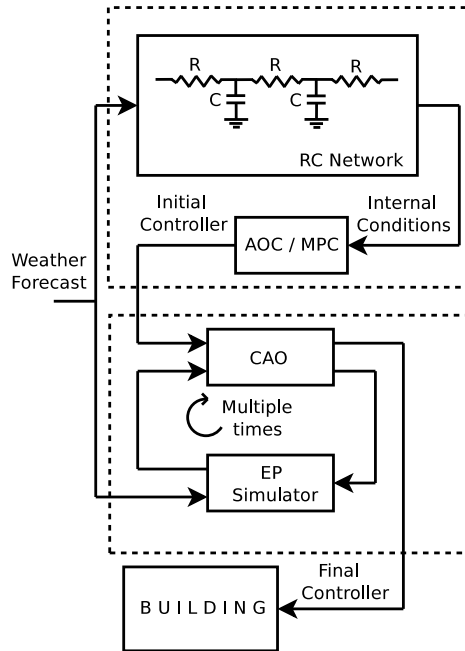 R R R
C C
RC Network
Initial
Controller
Internal
Conditions
AOC / MPC
Weather
Forecast
CAO
Multiple
times
EP
Simulator
Final
Controller
B U I L D I N G